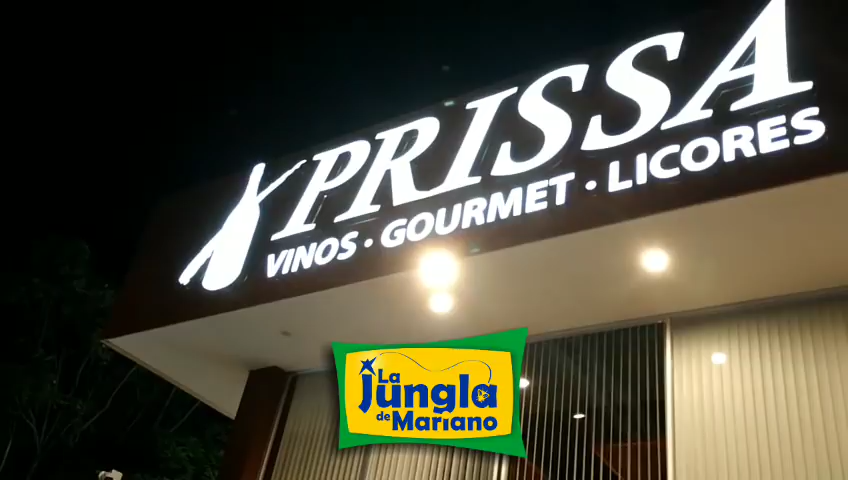 PRISSA
VINOS · GOURMET · LICORES
La
Jungla
de Mariano